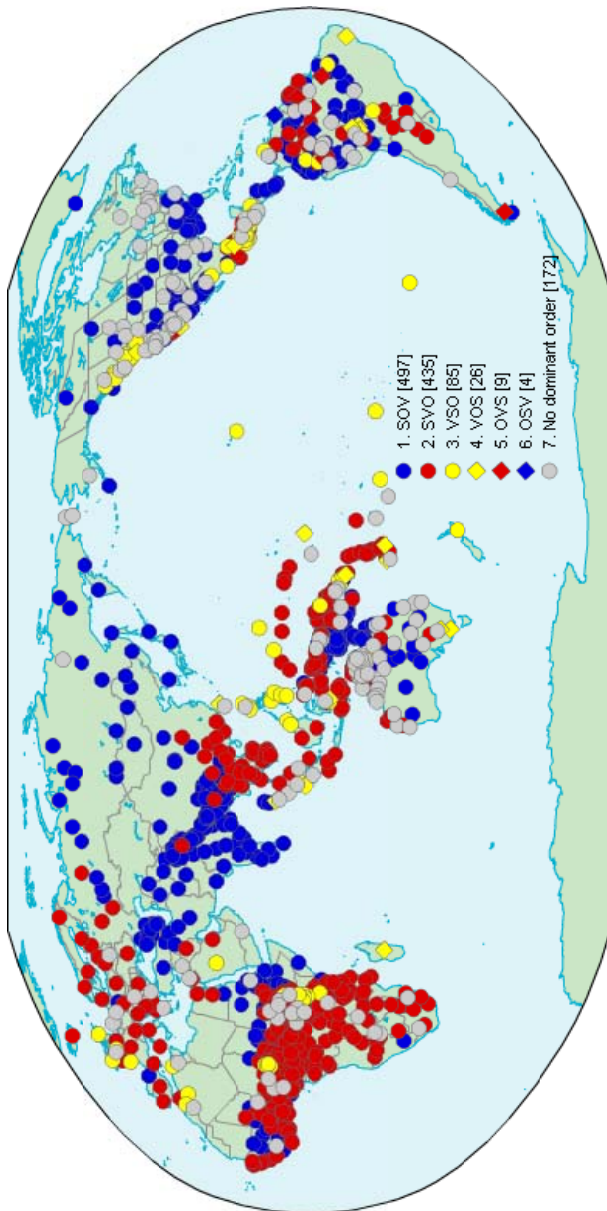 1. SOV [497]
2. SVO [435]
3. VSO [85]
4. VOS [26]
5. OVS [9]
6. OSV [4]
7. No dominant order [172]